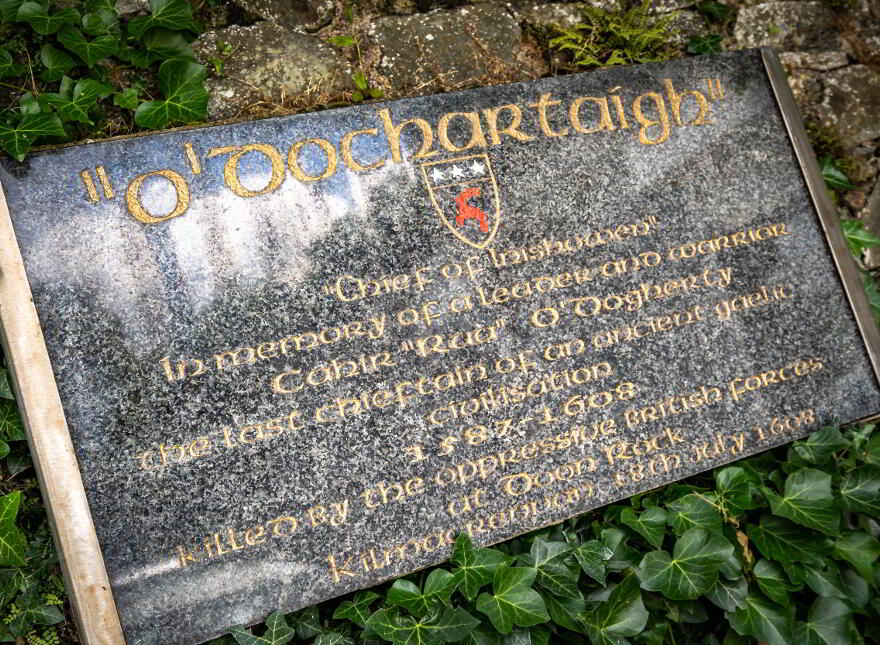 "O'Dochartaigh"
"Chief of Inishowen"
In memory of a leader and warrior
Cahir "Rua" O'Dogherty
the last chieftain of an ancient gaelic
civilisation
1587-1608
killed by the oppressive British forces
at Doon Rock
Kilmacrennan, 18th July 1608